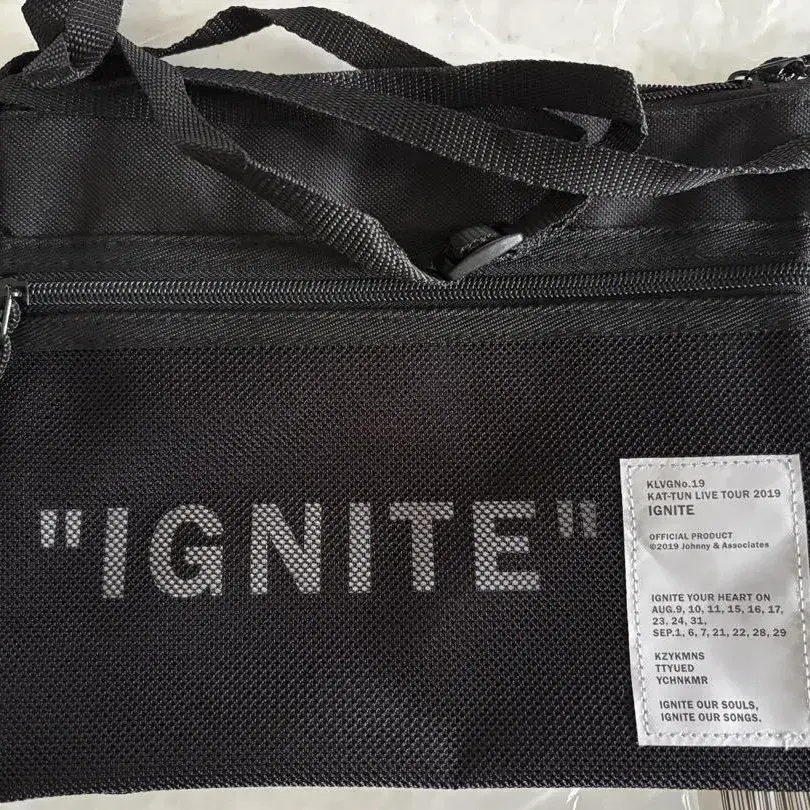 "IGNITE"
KLVGNo.19
KAT-TUN LIVE TOUR 2019
IGNITE
OFFICIAL PRODUCT
©2019 Johnny & Associates
IGNITE YOUR HEART ON
AUG.9, 10, 11, 15, 16, 17,
23, 24, 31,
SEP.1, 6, 7, 21, 22, 28, 29
KZYKMNS
TTYUED
YCHNKMR
IGNITE OUR SOULS,
IGNITE OUR SONGS.